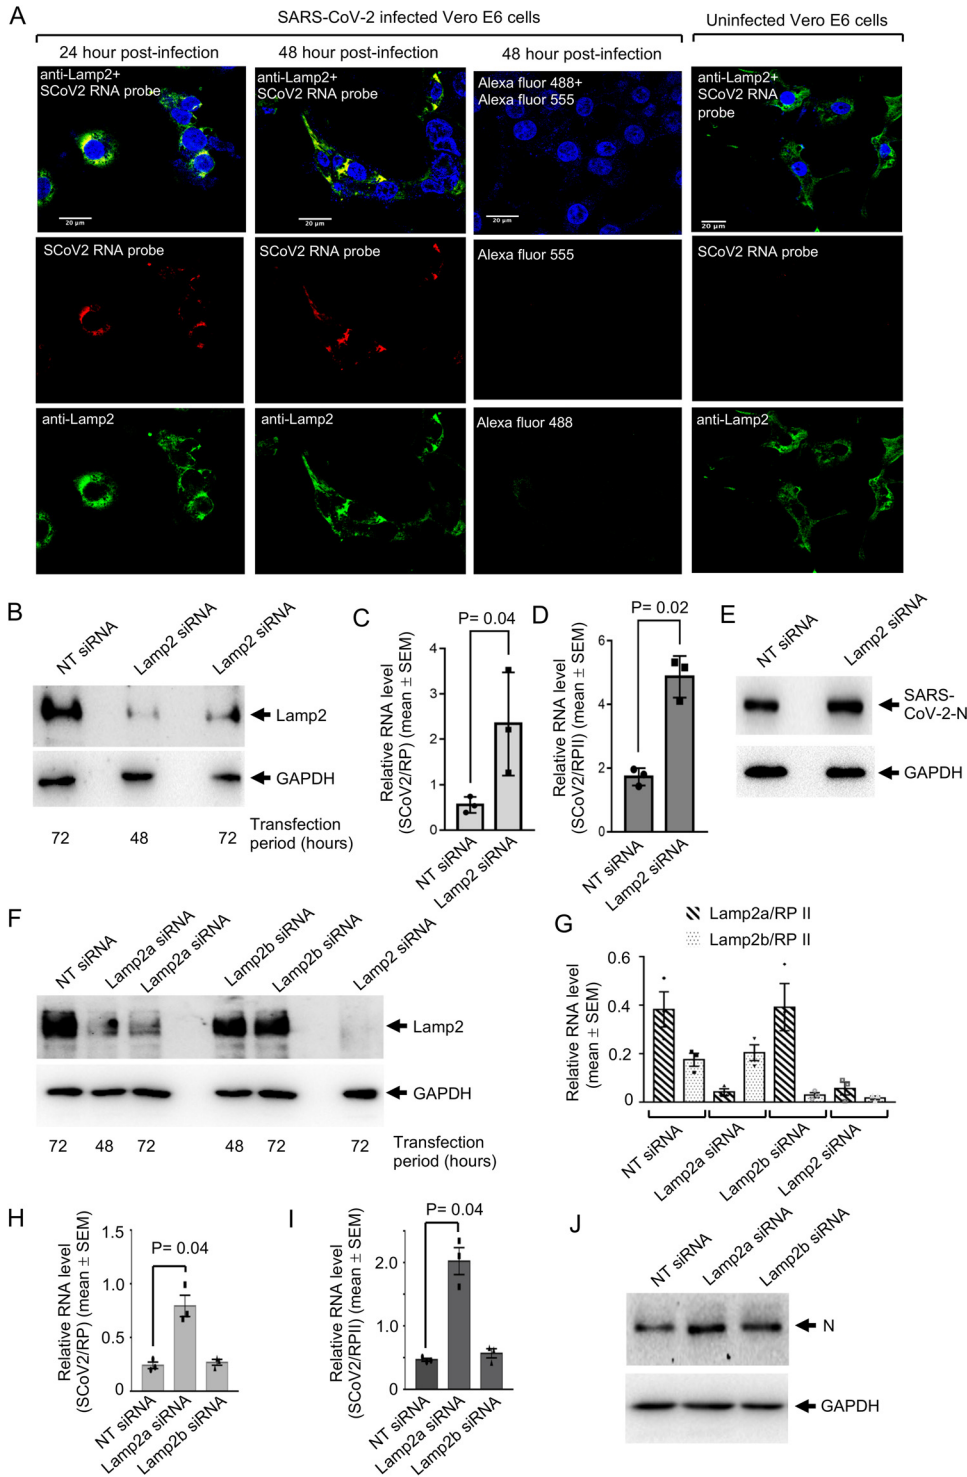 A
SARS-CoV-2 infected Vero E6 cells
Uninfected Vero E6 cells
24 hour post-infection
48 hour post-infection
48 hour post-infection
anti-Lamp2+
SCoV2 RNA probe
20 µm
anti-Lamp2+
SCoV2 RNA probe
20 µm
Alexa fluor 488+
Alexa fluor 555
20 µm
anti-Lamp2+
SCoV2 RNA
probe
20 µm
SCoV2 RNA probe
SCoV2 RNA probe
Alexa fluor 555
SCoV2 RNA probe
anti-Lamp2
anti-Lamp2
Alexa fluor 488
anti-Lamp2
B
NT siRNA
Lamp2 siRNA
Lamp2 siRNA
Lamp2
GAPDH
72
48
72
Transfection
period (hours)
C
P= 0.04
Relative RNA level
(SCoV2/RP) (mean ± SEM)
4
3
2
1
0
NT siRNA
Lamp2 siRNA
D
P= 0.02
Relative RNA level
(SCoV2/RPII) (mean ± SEM)
6
4
2
0
NT siRNA
Lamp2 siRNA
E
NT siRNA
Lamp2 siRNA
SARS-
CoV-2-N
GAPDH
F
NT siRNA
Lamp2a siRNA
Lamp2a siRNA
Lamp2b siRNA
Lamp2b siRNA
Lamp2 siRNA
Lamp2
GAPDH
72
48
72
48
72
72
Transfection
period (hours)
G
Lamp2a/RP II
Lamp2b/RP II
Relative RNA level
(mean ± SEM)
0.6
0.4
0.2
0
NT siRNA
Lamp2a siRNA
Lamp2b siRNA
Lamp2 siRNA
H
P= 0.04
Relative RNA level
(SCoV2/RP) (mean ± SEM)
1.5
1.0
0.5
0
NT siRNA
Lamp2a siRNA
Lamp2b siRNA
I
P= 0.04
Relative RNA level
(SCoV2/RPII) (mean ± SEM)
2.0
1.0
0
NT siRNA
Lamp2a siRNA
Lamp2b siRNA
J
NT siRNA
Lamp2a siRNA
Lamp2b siRNA
N
GAPDH